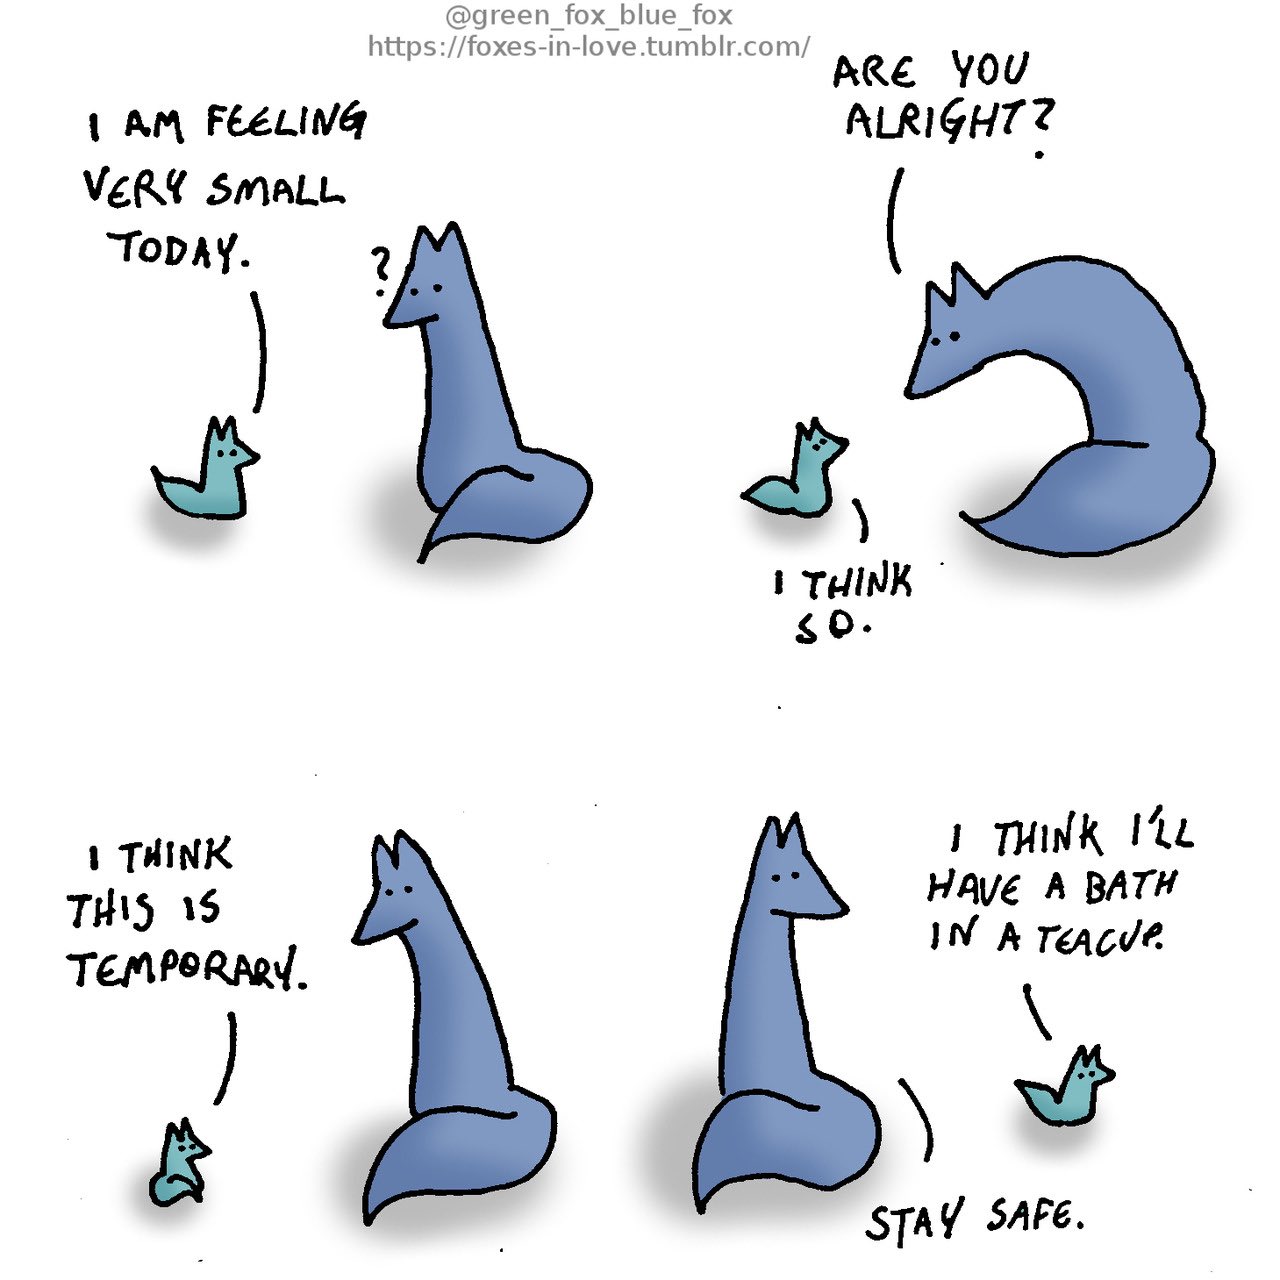 @green_fox_blue_fox
https://foxes-in-love.tumblr.com/
I AM FEELING
VERY SMALL
TODAY.
?
ARE YOU
ALRIGHT?
I THINK
SO.
I THINK
THIS IS
TEMPORARY.
I THINK I'LL
HAVE A BATH
IN A TEACUP.
STAY SAFE.